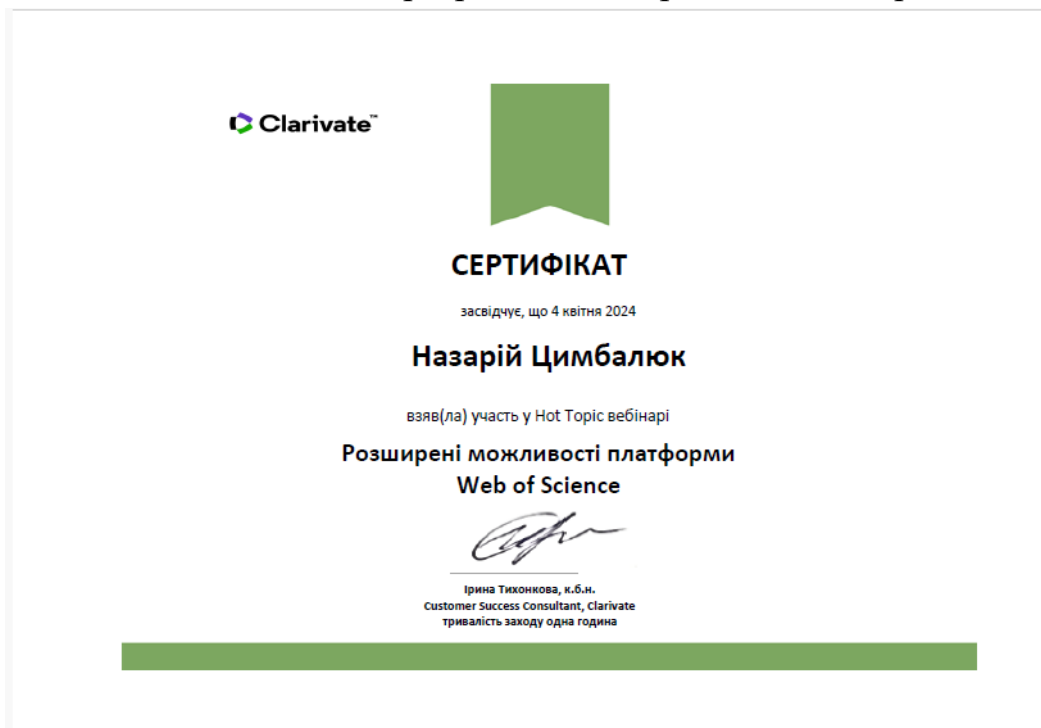 Clarivate™
СЕРТИФІКАТ
засвідчує, що 4 квітня 2024
Назарій Цимбалюк
взяв(ла) участь у Hot Topic вебінарі
Розширені можливості платформи
Web of Science
Ірина Тихонкова, к.б.н.
Customer Success Consultant, Clarivate
тривалість заходу одна година